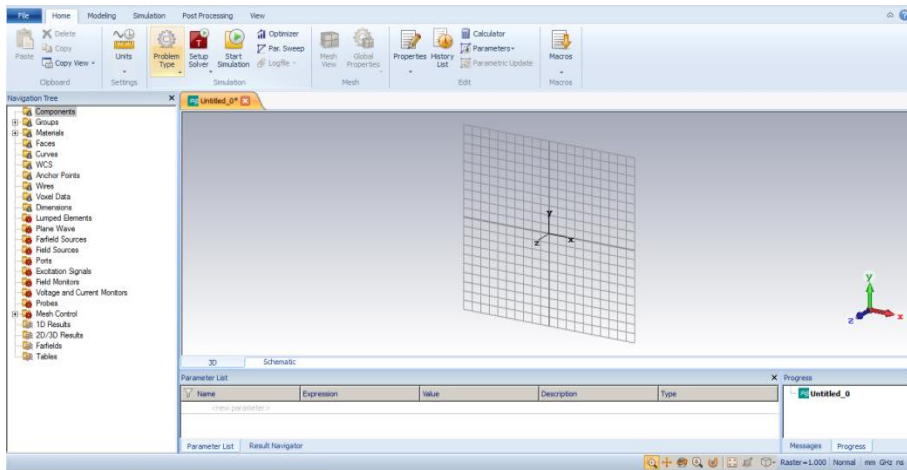 File Home Modeling Simulation Post Processing View
Paste
Delete
Copy
Copy View
Clipboard
Units
Settings
Problem Type
Setup Solver
Start Simulation
Optimizer
Par. Sweep
Logfile
Simulation
Mesh View
Global Properties
Mesh
Properties
History List
Calculator
Parameters
Parametric Update
Edit
Macros
Macros
Navigation Tree
Components
Groups
Materials
Faces
Curves
WCS
Anchor Points
Wires
Voxel Data
Dimensions
Lumped Elements
Plane Wave
Farfield Sources
Field Sources
Ports
Excitation Signals
Field Monitors
Voltage and Current Monitors
Probes
Mesh Control
1D Results
2D/3D Results
Farfields
Tables
Untitled_0*
y
z x
y
z x
3D Schematic
Parameter List
Name Expression Value Description Type
<new parameter>
Parameter List Result Navigator
Progress
Untitled_0
Messages Progress
Raster=1.000 Normal mm GHz ns